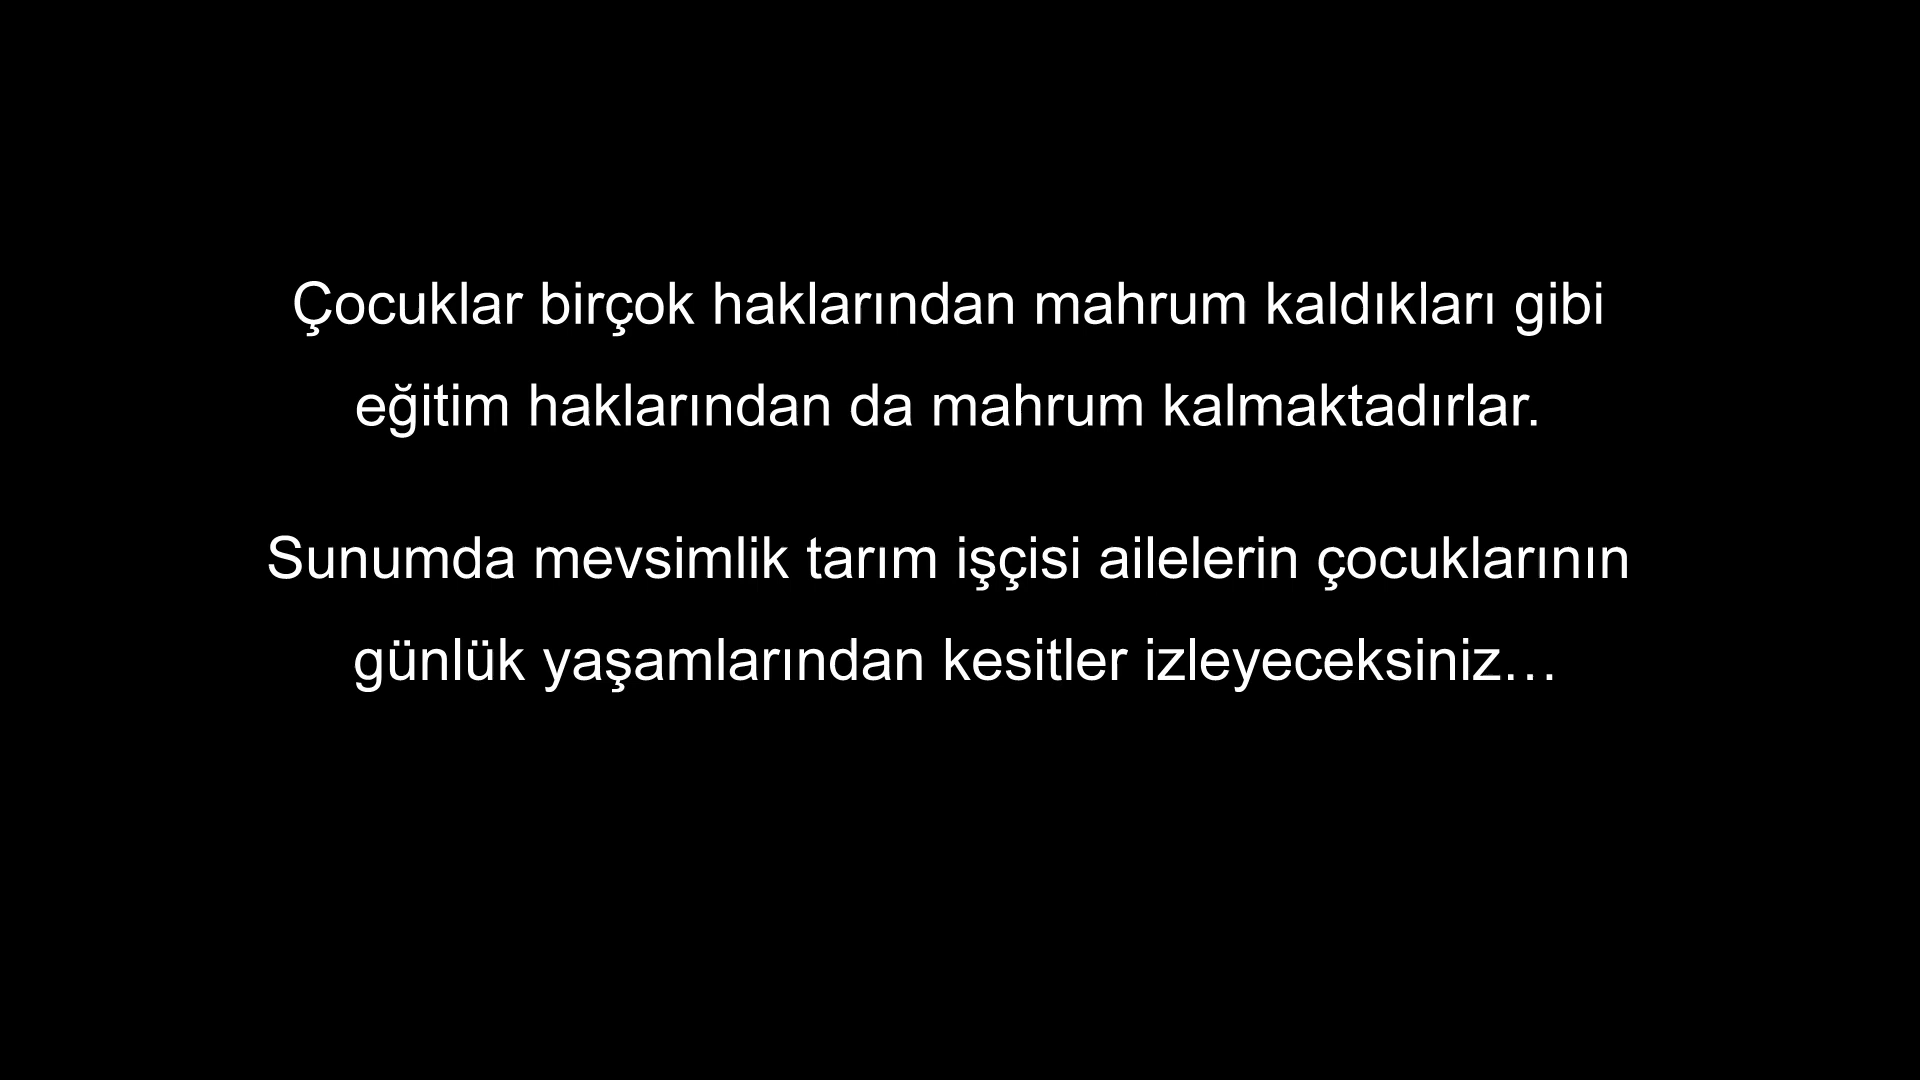 Çocuklar birçok haklarından mahrum kaldıkları gibi
eğitim haklarından da mahrum kalmaktadırlar.
Sunumda mevsimlik tarım işçisi ailelerin çocuklarının
günlük yaşamlarından kesitler izleyeceksiniz…